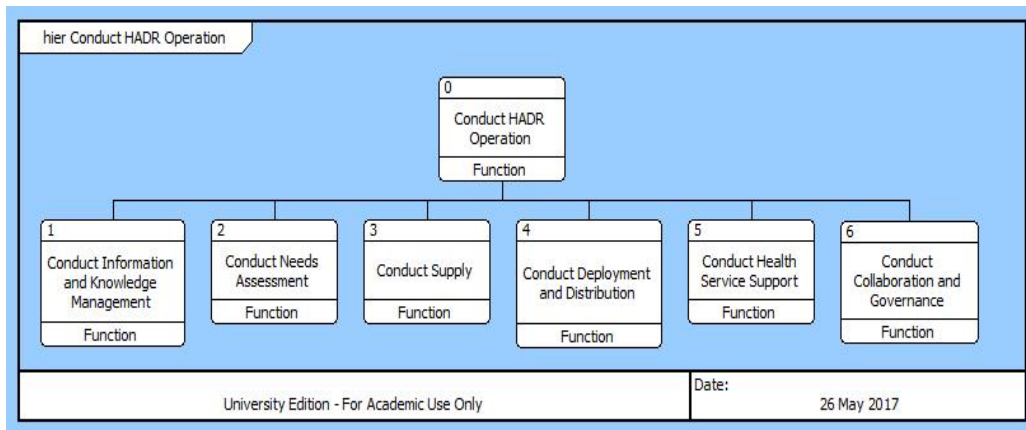 hier Conduct HADR Operation
0
Conduct HADR
Operation
Function
1
Conduct Information
and Knowledge
Management
Function
2
Conduct Needs
Assessment
Function
3
Conduct Supply
Function
4
Conduct Deployment
and Distribution
Function
5
Conduct Health
Service Support
Function
6
Conduct
Collaboration and
Governance
Function
University Edition - For Academic Use Only
Date:
26 May 2017